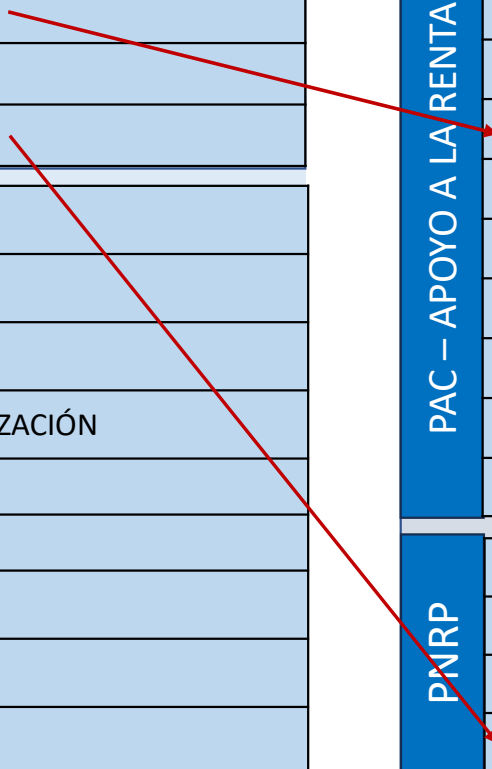 ZACIÓN
PAC – APOYO A LA RENTA
PNRP